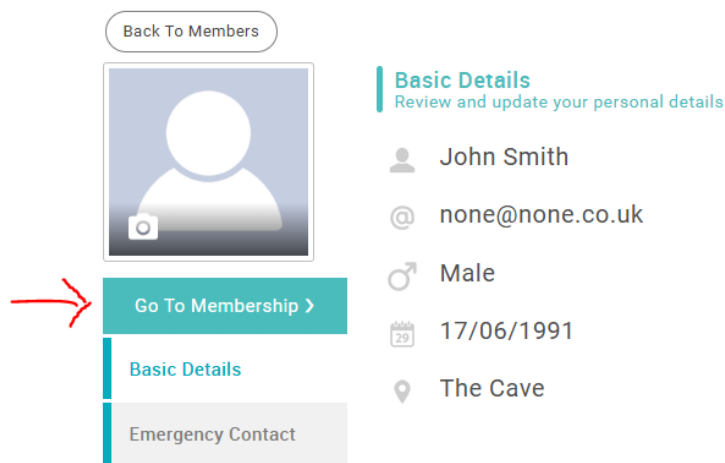 Back To Members
Basic Details
Review and update your personal details
John Smith
@ none@none.co.uk
Male
29 17/06/1991
The Cave
Go To Membership >
Basic Details
Emergency Contact